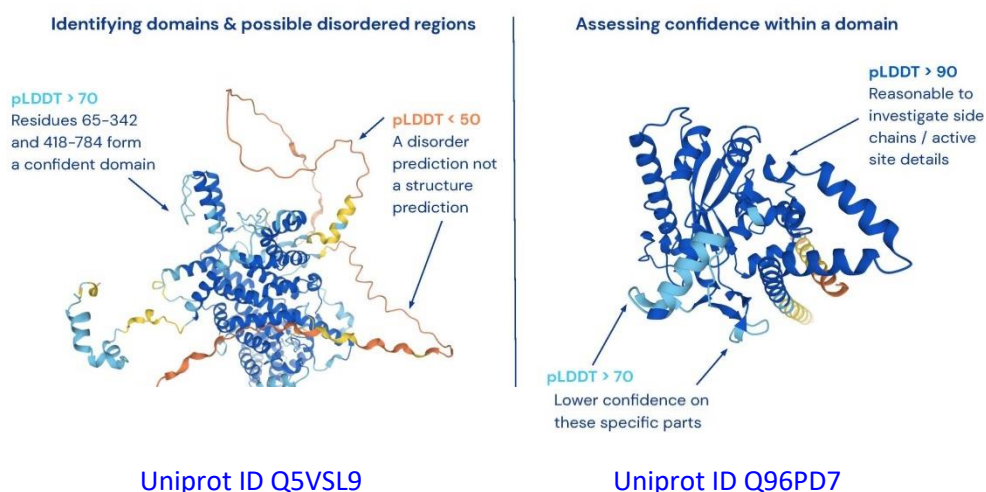 Identifying domains & possible disordered regions
pLDDT > 70
Residues 65-342
and 418-784 form
a confident domain
pLDDT < 50
A disorder
prediction not
a structure
prediction
Uniprot ID Q5VSL9
Assessing confidence within a domain
pLDDT > 90
Reasonable to
investigate side
chains / active
site details
pLDDT > 70
Lower confidence on
these specific parts
Uniprot ID Q96PD7